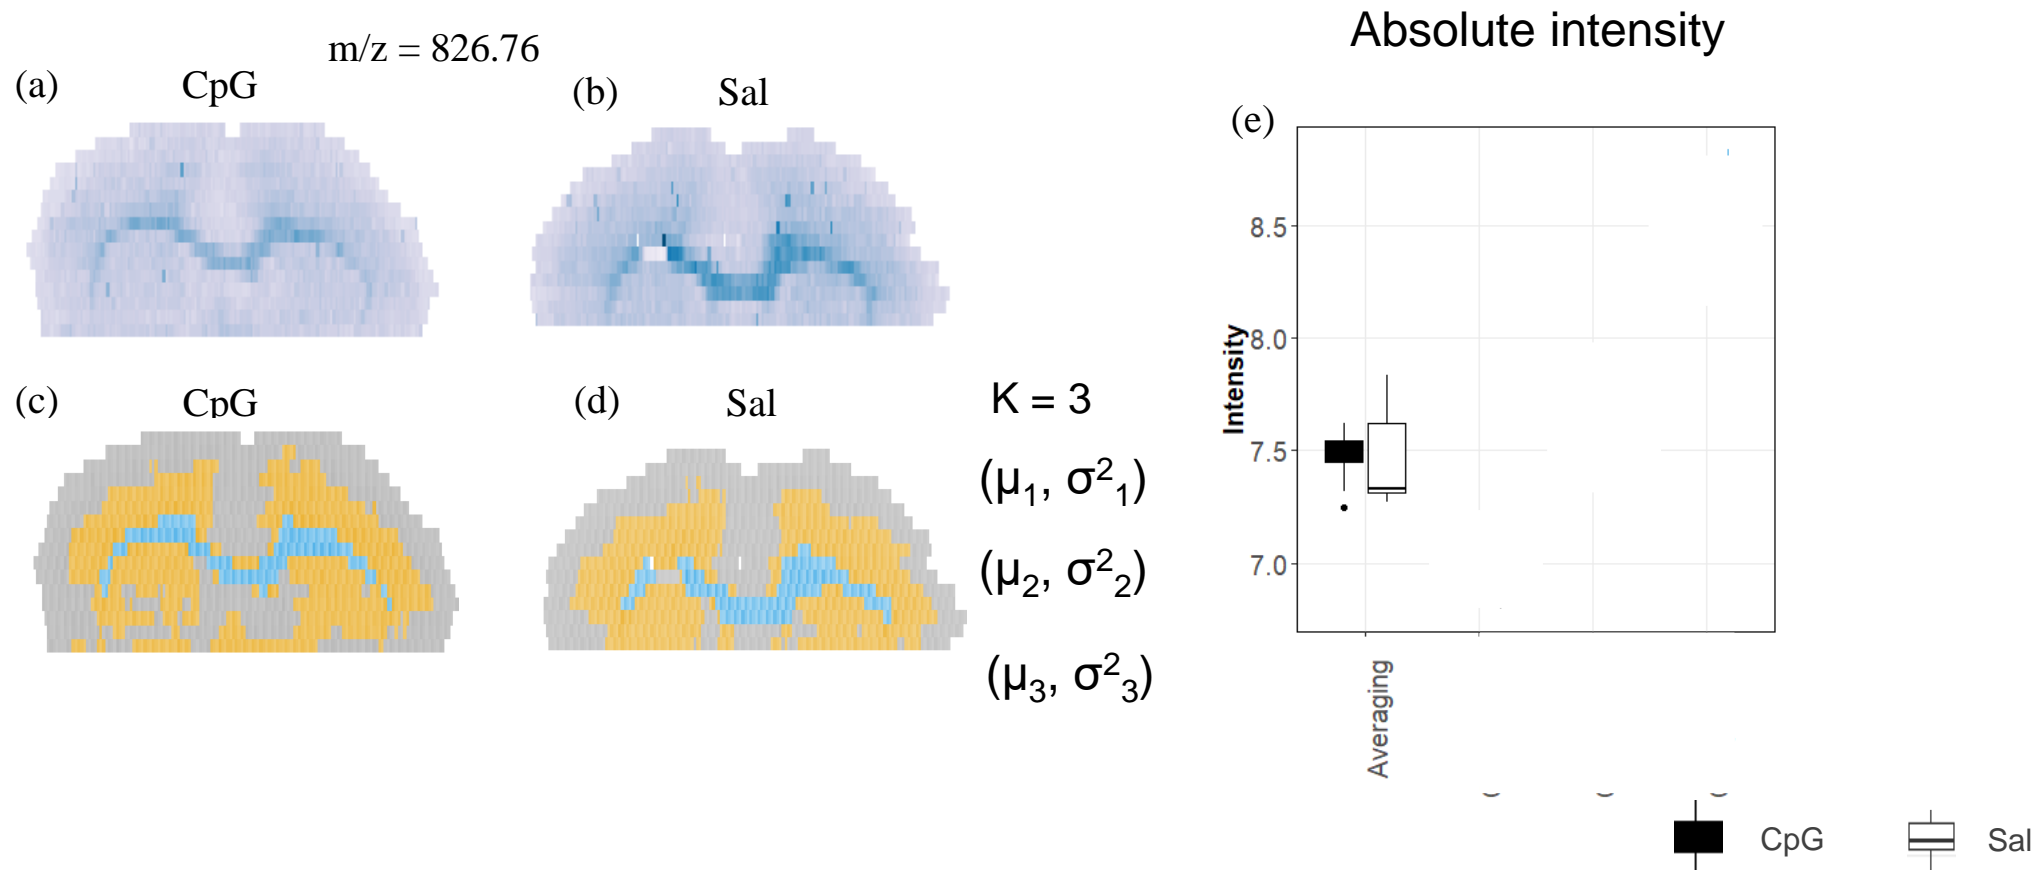 Absolute intensity
m/z = 826.76
(a)
CpG
(b)
Sal
(e)
8.5
8.0
7.5
7.0
Intensity
Averaging
(c)
CpG
(d)
Sal
K = 3
(μ₁, σ²₁)
(μ₂, σ²₂)
(μ₃, σ²₃)
CpG
Sal